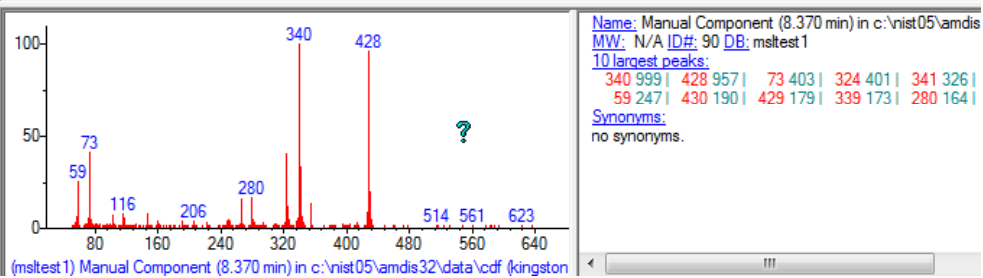 100-
340
428
50-
73
59
116
206
280
514
561
623
?
0
80 160 240 320 400 480 560 640
(msltest1) Manual Component (8.370 min) in c:\nist05\amdis32\data\cdf (kingston
Name: Manual Component (8.370 min) in c:\nist05\amdis
MW: N/A ID#: 90 DB: msltest1
10 largest peaks:
340 999 | 428 957 | 73 403 | 324 401 | 341 326 |
59 247 | 430 190 | 429 179 | 339 173 | 280 164 |
Synonyms:
no synonyms.